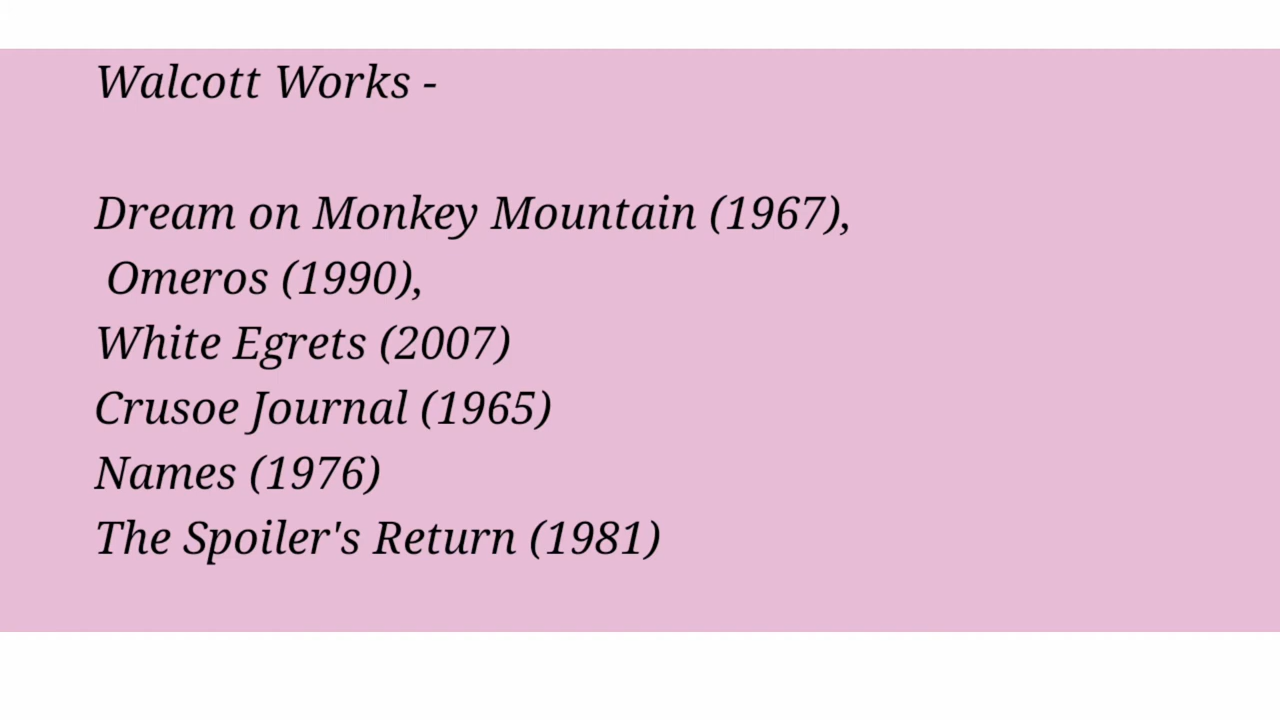 Walcott Works -
Dream on Monkey Mountain (1967),
Omeros (1990),
White Egrets (2007)
Crusoe Journal (1965)
Names (1976)
The Spoiler's Return (1981)